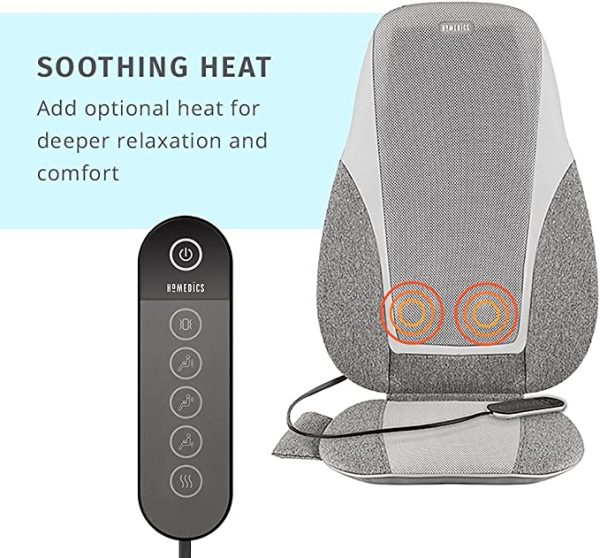 HOMEDICS
SOOTHING HEAT
Add optional heat for
deeper relaxation and
comfort
HOMEDICS